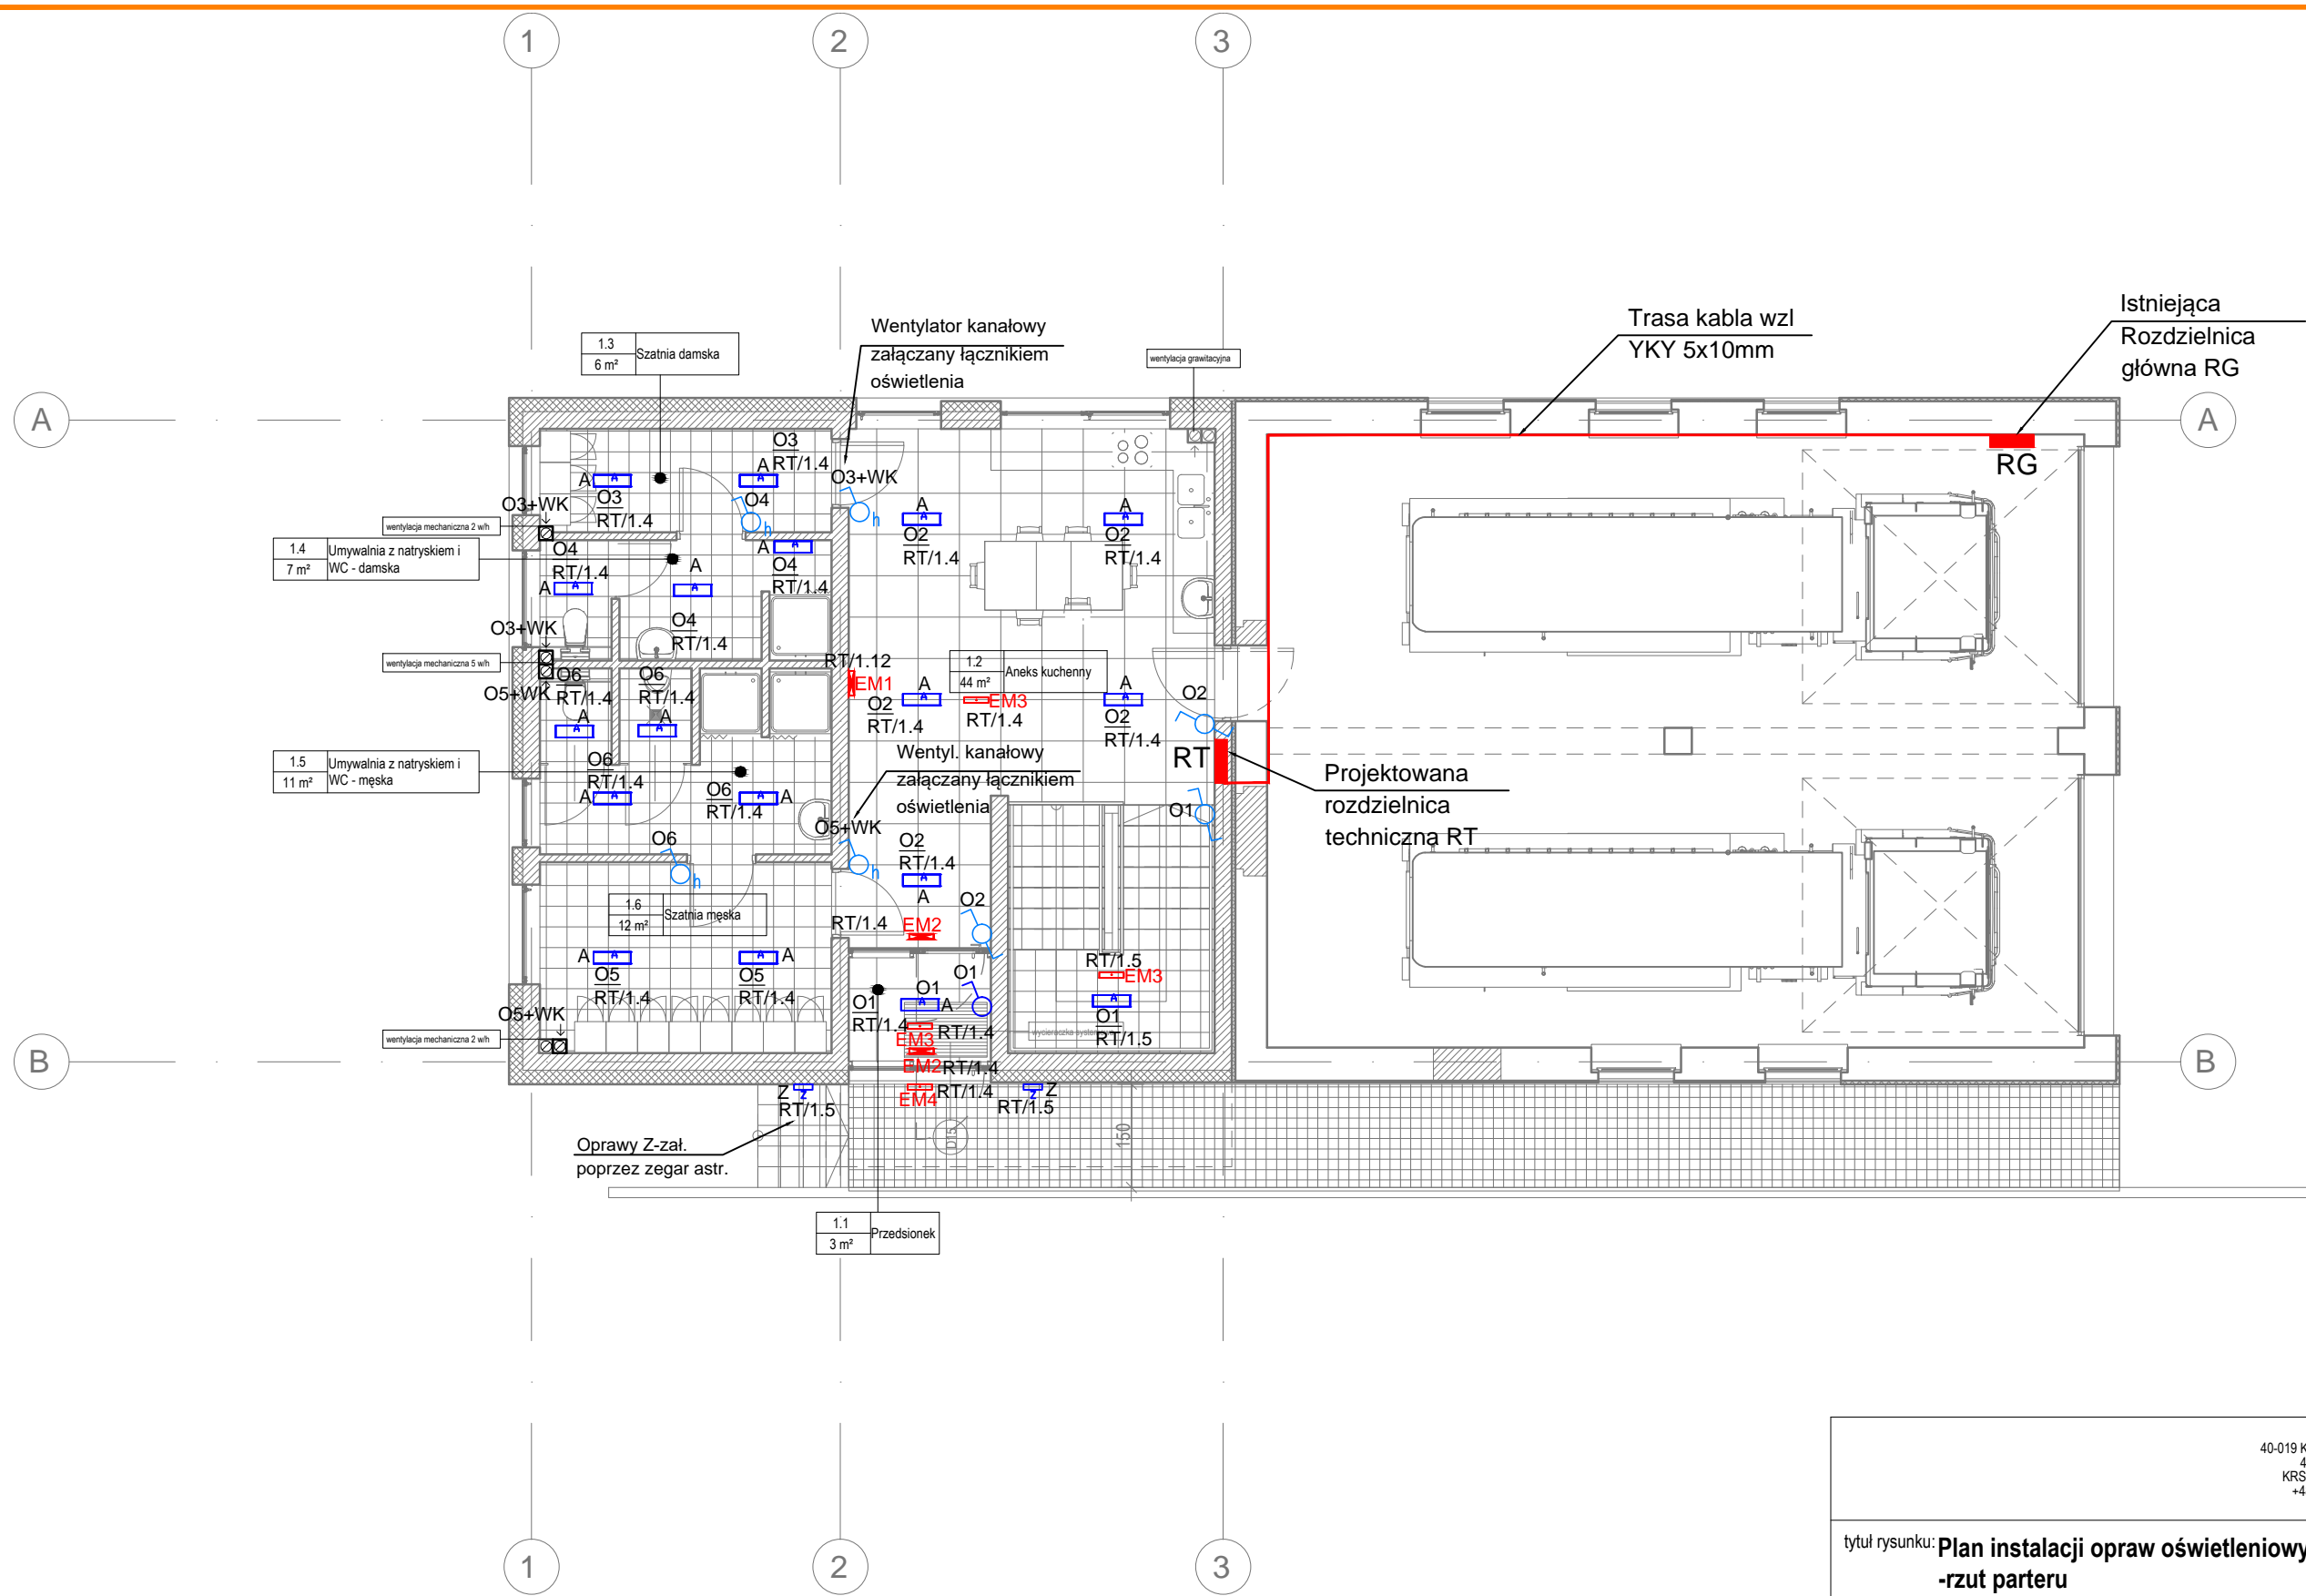 1
2
3
Istniejąca
Rozdzielnica
główna RG
Trasa kabla wzl
YKY 5x10mm
Wentylator kanałowy
załączany łącznikiem
oświetlenia
1.3
6 m²
Szatnia damska
wentylacja grawitacyjna
A
A
O3
RT/1.4
A
O3+WK
RG
A
O3
RT/1.4
O4
h
h
O3+WK
A
O2
RT/1.4
A
O2
RT/1.4
wentylacja mechaniczna 2 w/h
1.4
7 m²
Umywalnia z natryskiem i
WC - damska
O4
RT/1.4
A
A
A
O4
RT/1.4
O4
RT/1.4
O3+WK
wentylacja mechaniczna 5 w/h
O5+WK
RT/1.12
EM1
1.2
44 m²
Aneks kuchenny
O6
RT/1.4
A
O6
RT/1.4
A
A
O2
RT/1.4
EM3
RT/1.4
A
O2
RT/1.4
O2
RT
Wentyl. kanałowy
załączany łącznikiem
oświetlenia
1.5
11 m²
Umywalnia z natryskiem i
WC - męska
O6
RT/1.4
A
O6
RT/1.4
A
O1
Projektowana
rozdzielnica
techniczna RT
O5+WK
O6
h
h
O2
RT/1.4
A
1.6
12 m²
Szatnia męska
O2
RT/1.4
EM2
A
O5
RT/1.4
A
O5
RT/1.4
RT/1.5
EM3
O1
O1
A
O1
RT/1.4
RT/1.4
EM3
O1
RT/1.5
wycieraczka system
O5+WK
wentylacja mechaniczna 2 w/h
EM2
RT/1.4
B
B
Z
z
RT/1.5
EM4
RT/1.4
z
Z
RT/1.5
Oprawy Z-zał.
poprzez zegar astr.
D15
150
1.1
3 m²
Przedsionek
40-019 K
4
KRS
+4
tytuł rysunku:
Plan instalacji opraw oświetleniowy
-rzut parteru
1
2
3